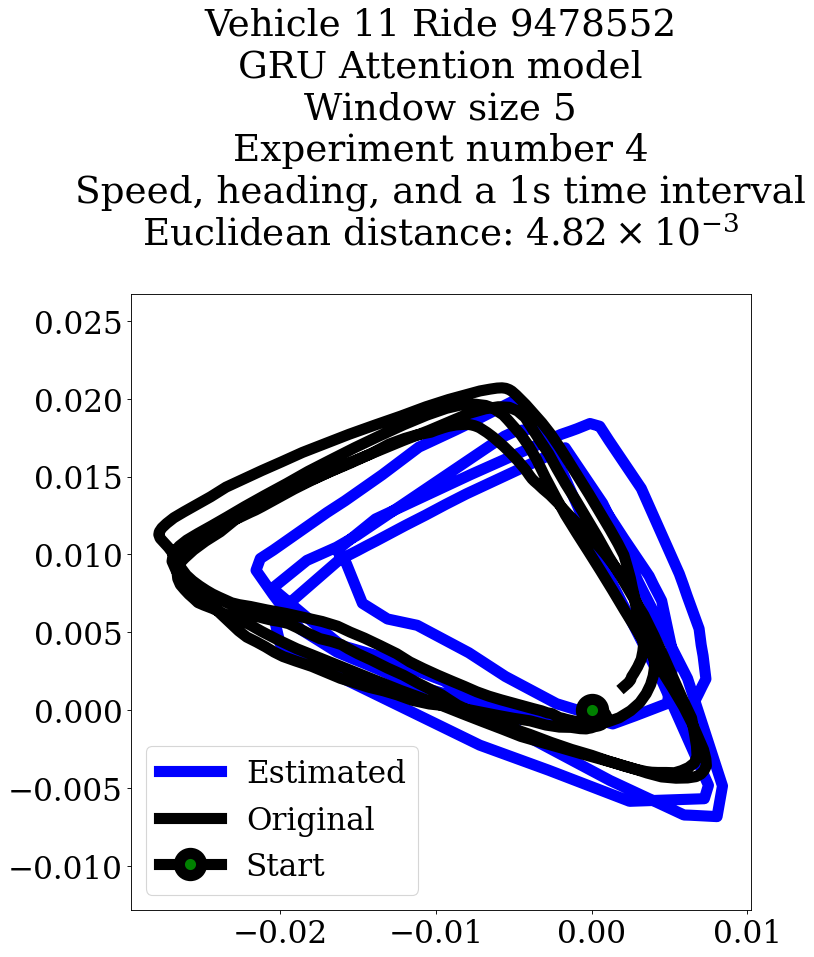 Vehicle 11 Ride 9478552
GRU Attention model
Window size 5
Experiment number 4
Speed, heading, and a 1s time interval
Euclidean distance: 4.82 × 10⁻³
0.025
0.020
0.015
0.010
0.005
0.000
−0.005
−0.010
Estimated
Original
Start
−0.02 −0.01 0.00 0.01